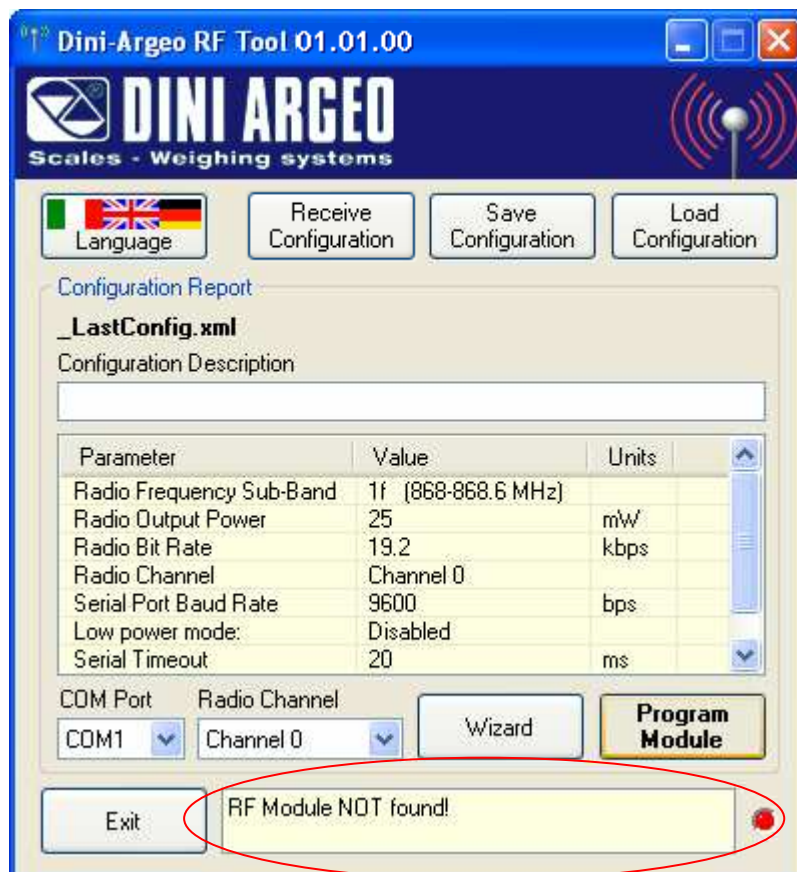 Dini-Argeo RF Tool 01.01.00
DINI ARGEO
Scales - Weighing systems
Language
Receive
Configuration
Save
Configuration
Load
Configuration
Configuration Report
_LastConfig.xml
Configuration Description
Parameter Value Units
Radio Frequency Sub-Band 1f (868-868.6 MHz)
Radio Output Power 25 mW
Radio Bit Rate 19.2 kbps
Radio Channel Channel 0
Serial Port Baud Rate 9600 bps
Low power mode: Disabled
Serial Timeout 20 ms
COM Port Radio Channel
COM1 Channel 0
Wizard
Program
Module
Exit
RF Module NOT found!